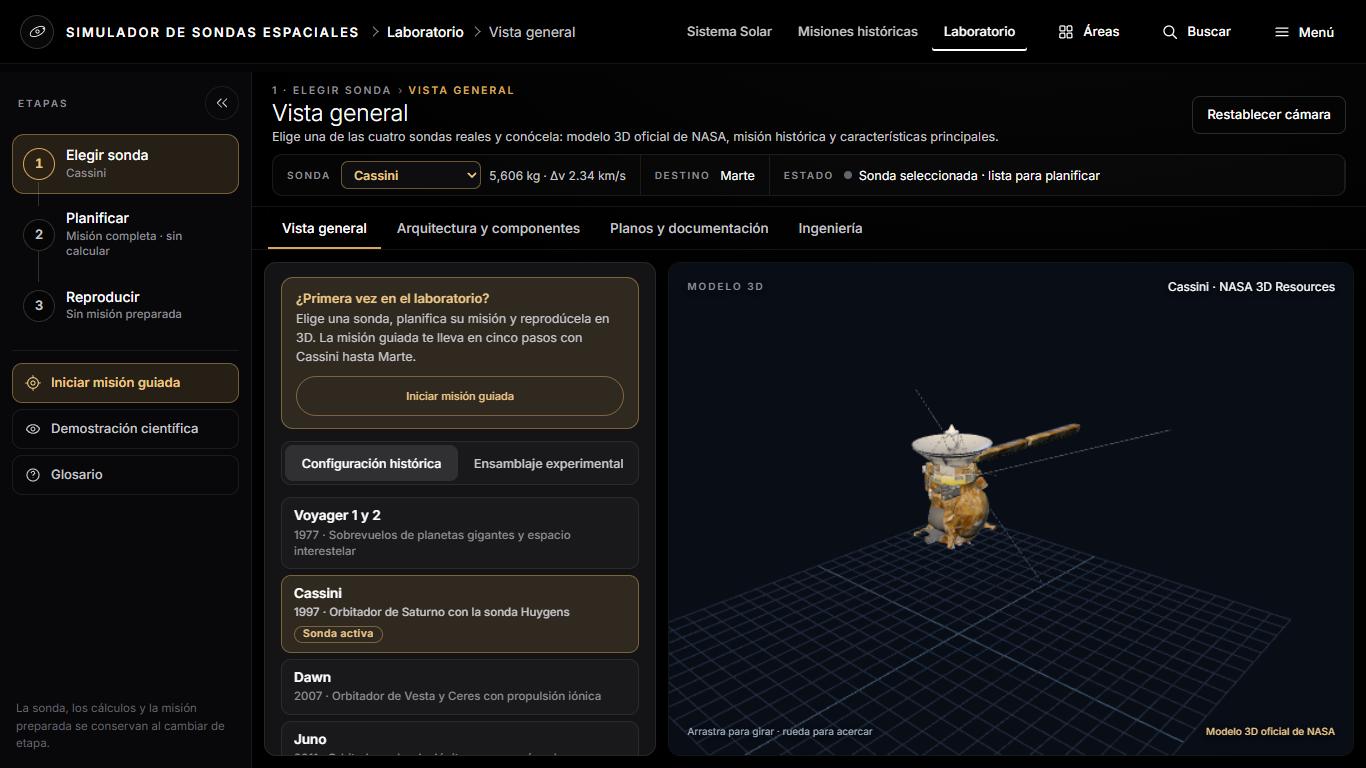 SIMULADOR DE SONDAS ESPACIALES > Laboratorio > Vista general
Sistema Solar
Misiones históricas
Laboratorio
Áreas
Buscar
Menú
ETAPAS
1
Elegir sonda
Cassini
2
Planificar
Misión completa · sin
calcular
3
Reproducir
Sin misión preparada
Iniciar misión guiada
Demostración científica
Glosario
La sonda, los cálculos y la misión
preparada se conservan al cambiar de
etapa.
1 · ELEGIR SONDA > VISTA GENERAL
Vista general
Elige una de las cuatro sondas reales y conócela: modelo 3D oficial de NASA, misión histórica y características principales.
Restablecer cámara
SONDA Cassini 5,606 kg · Δv 2.34 km/s DESTINO Marte ESTADO Sonda seleccionada · lista para planificar
Vista general
Arquitectura y componentes
Planos y documentación
Ingeniería
¿Primera vez en el laboratorio?
Elige una sonda, planifica su misión y reprodúcela en
3D. La misión guiada te lleva en cinco pasos con
Cassini hasta Marte.
Iniciar misión guiada
Configuración histórica
Ensamblaje experimental
Voyager 1 y 2
1977 · Sobrevuelos de planetas gigantes y espacio
interestelar
Cassini
1997 · Orbitador de Saturno con la sonda Huygens
Sonda activa
Dawn
2007 · Orbitador de Vesta y Ceres con propulsión iónica
Juno
MODELO 3D
Cassini · NASA 3D Resources
Arrastra para girar · rueda para acercar
Modelo 3D oficial de NASA